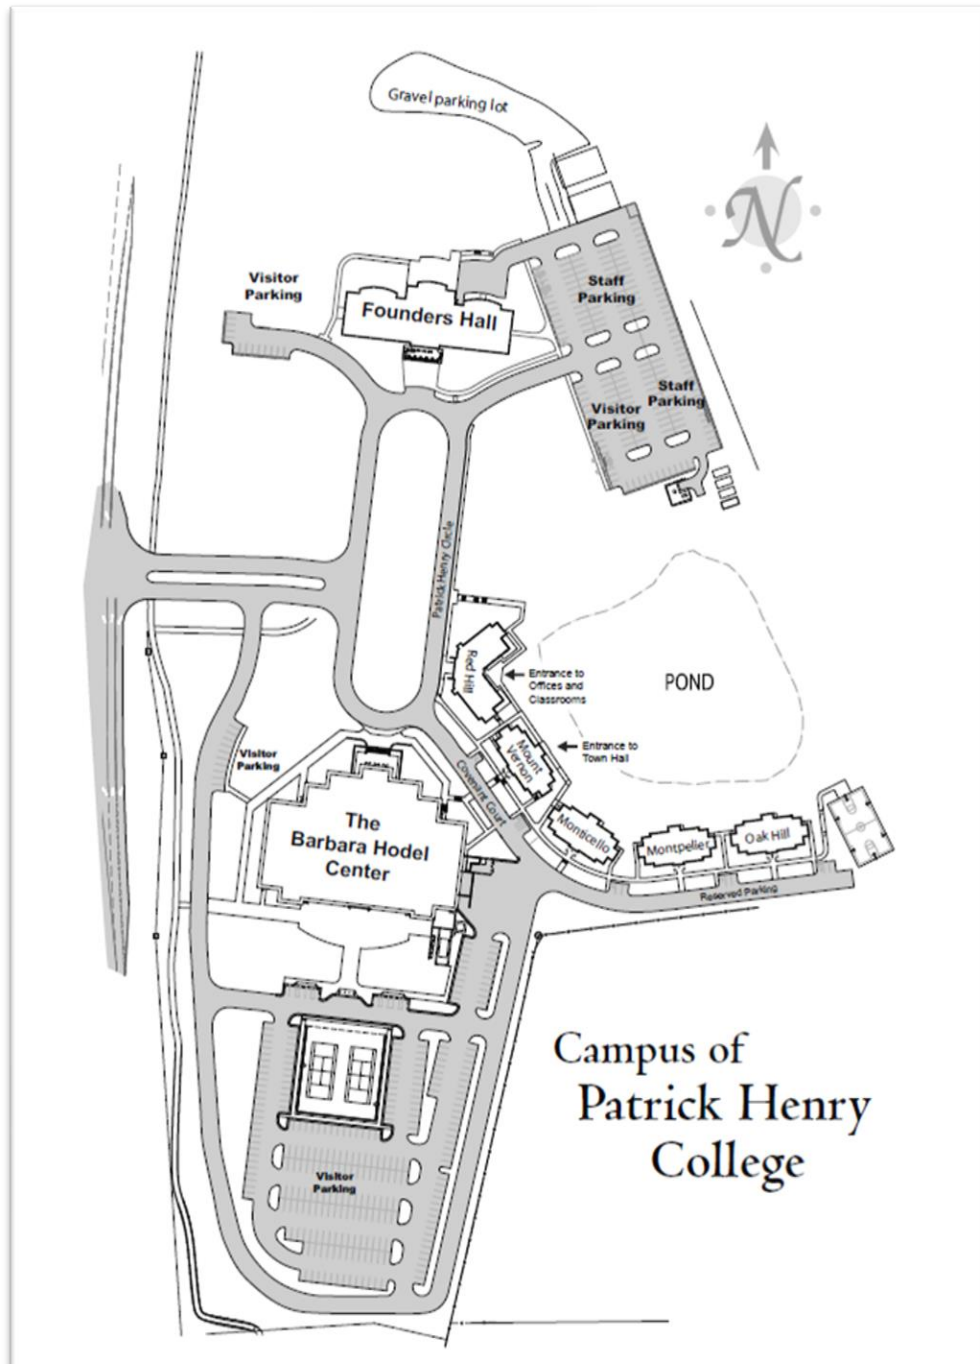 Gravel parking lot
N
Visitor
Parking
Founders Hall
Staff
Parking
Staff
Parking
Visitor
Parking
Patrick Henry Circle
Red Hill
Entrance to
Offices and
Classrooms
POND
Mount
Vernon
Entrance to
Town Hall
Visitor
Parking
Covenant Court
The
Barbara Hodel
Center
Monticello
Montpelier
Oak Hill
Reserved Parking
Campus of
Patrick Henry
College
Visitor
Parking